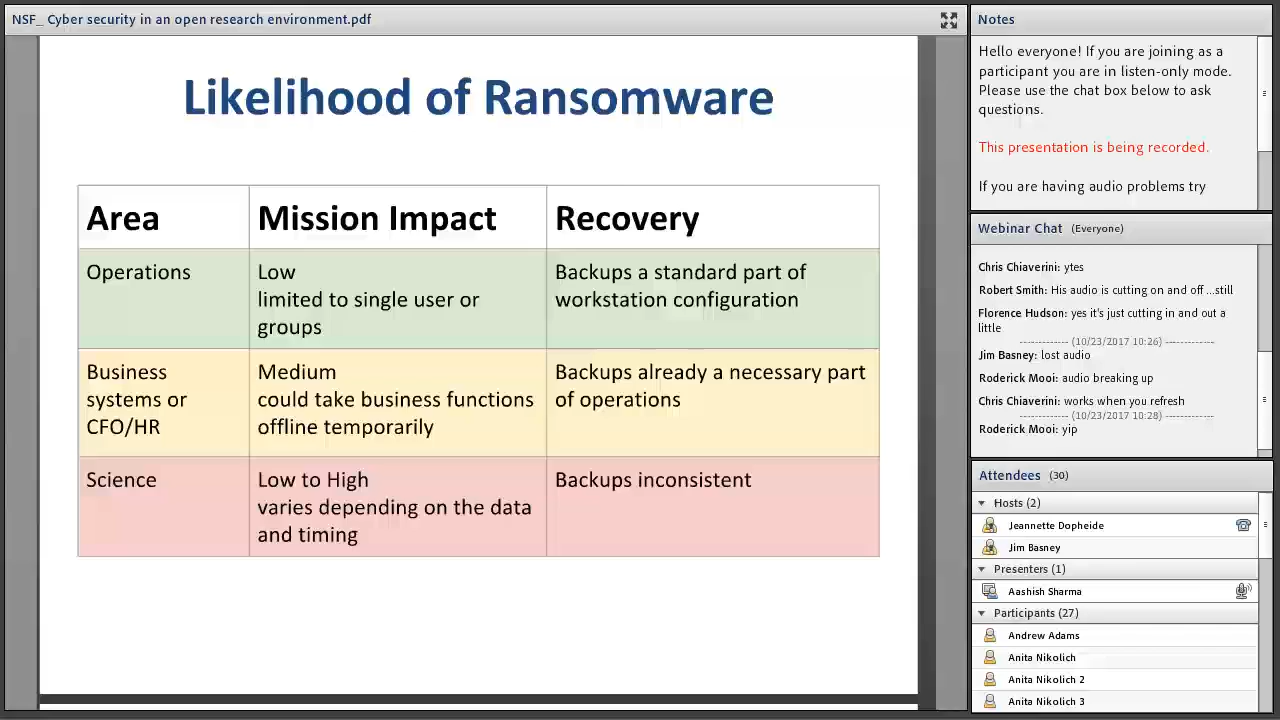 NSF_ Cyber security in an open research environment.pdf
Likelihood of Ransomware
Area
Mission Impact
Recovery
Operations
Low
limited to single user or
groups
Backups a standard part of
workstation configuration
Business
systems or
CFO/HR
Medium
could take business functions
offline temporarily
Backups already a necessary part
of operations
Science
Low to High
varies depending on the data
and timing
Backups inconsistent
Notes
Hello everyone! If you are joining as a
participant you are in listen-only mode.
Please use the chat box below to ask
questions.
This presentation is being recorded.
If you are having audio problems try
Webinar Chat (Everyone)
Chris Chiaverini: ytes
Robert Smith: His audio is cutting on and off ...still
Florence Hudson: yes it's just cutting in and out a
little
------------- (10/23/2017 10:26) -------------
Jim Basney: lost audio
Roderick Mooi: audio breaking up
Chris Chiaverini: works when you refresh
------------- (10/23/2017 10:28) -------------
Roderick Mooi: yip
Attendees (30)
Hosts (2)
Jeannette Dopheide
Jim Basney
Presenters (1)
Aashish Sharma
Participants (27)
Andrew Adams
Anita Nikolich
Anita Nikolich 2
Anita Nikolich 3